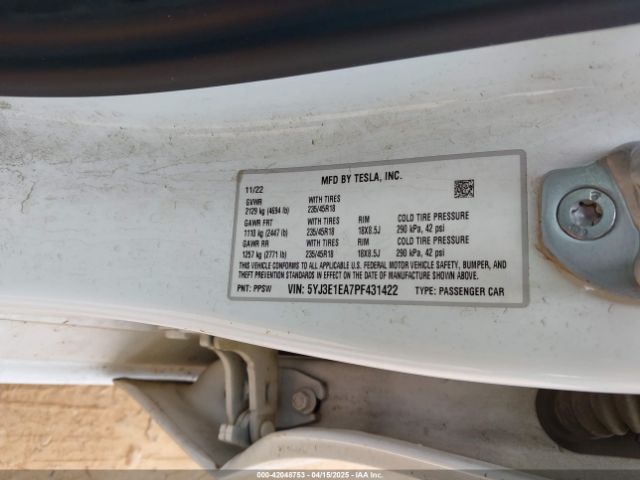 MFD BY TESLA, INC.
11/22
GVWR WITH TIRES
2129 kg (4694 lb) 235/45R18
GAWR FRT WITH TIRES RIM COLD TIRE PRESSURE
1110 kg (2447 lb) 235/45R18 18X8.5J 290 kPa, 42 psi
GAWR RR WITH TIRES RIM COLD TIRE PRESSURE
1257 kg (2771 lb) 235/45R18 18X8.5J 290 kPa, 42 psi
THIS VEHICLE CONFORMS TO ALL APPLICABLE U.S. FEDERAL MOTOR VEHICLE SAFETY, BUMPER, AND
THEFT PREVENTION STANDARDS IN EFFECT ON THE DATE OF MANUFACTURE SHOWN ABOVE.
PNT: PPSW VIN: 5YJ3E1EA7PF431422 TYPE: PASSENGER CAR
000-42048753 - 04/15/2025 - IAAI.COM